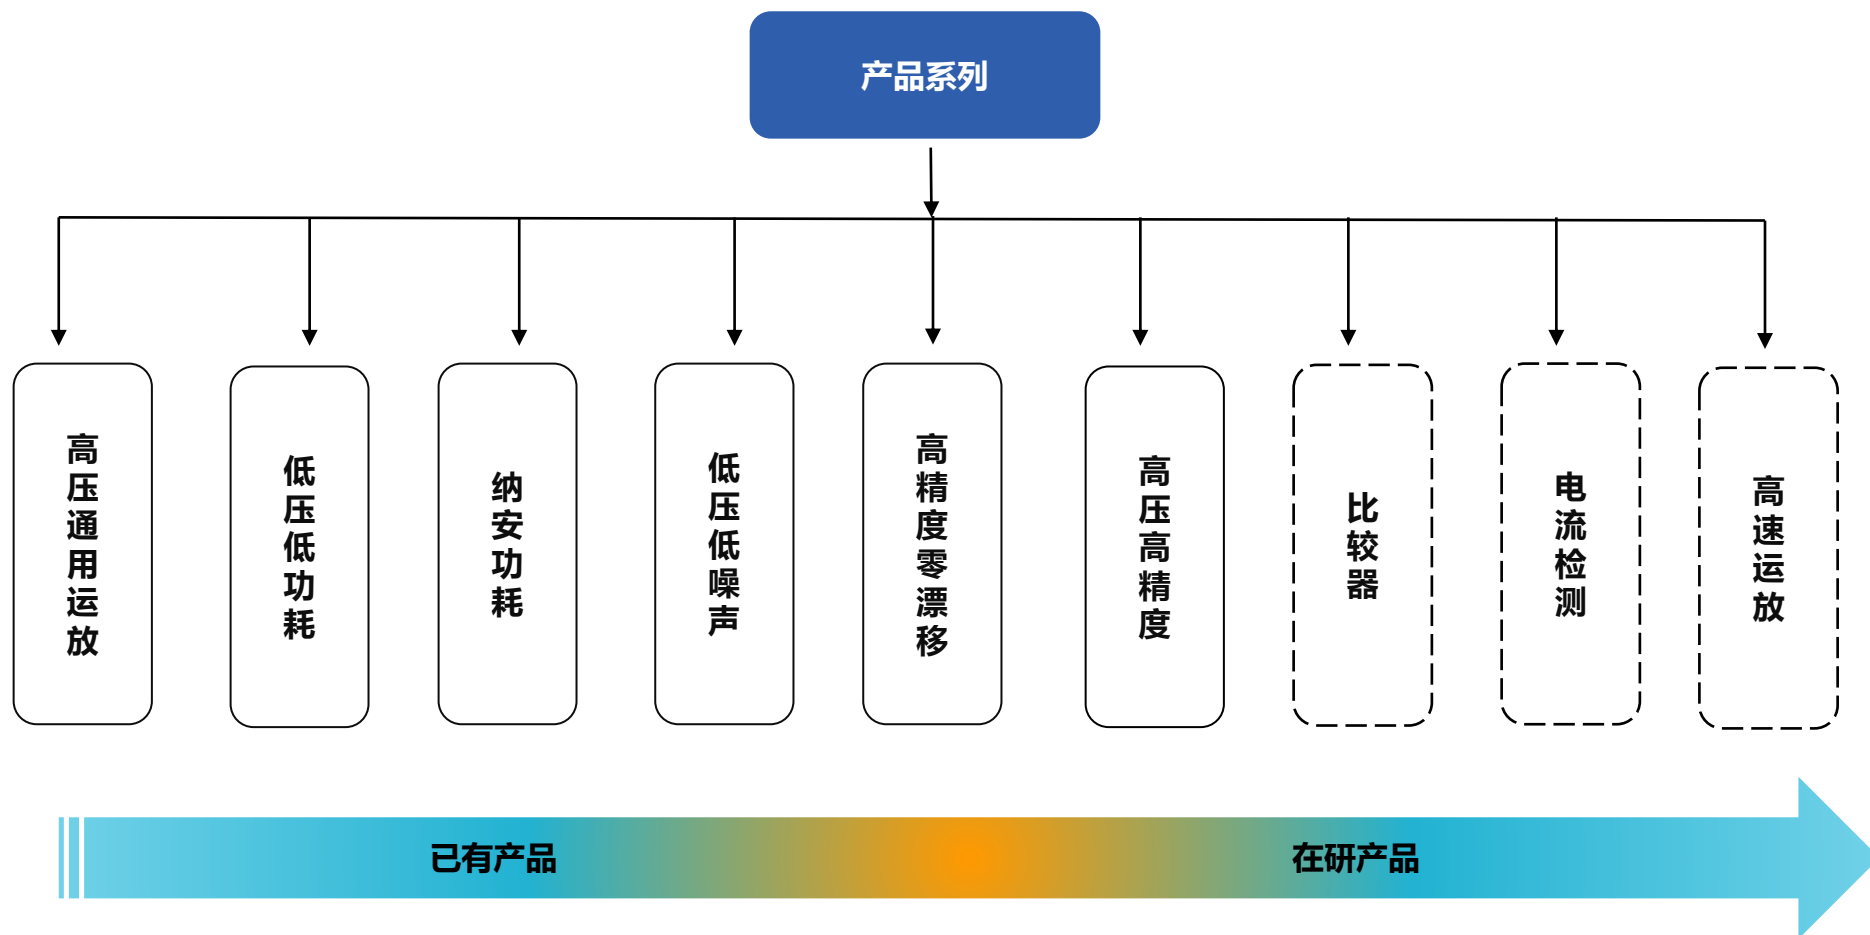 产品系列
高压通用运放
低压低功耗
纳安功耗
低压低噪声
高精度零漂移
高压高精度
比较器
电流检测
高速运放
已有产品
在研产品